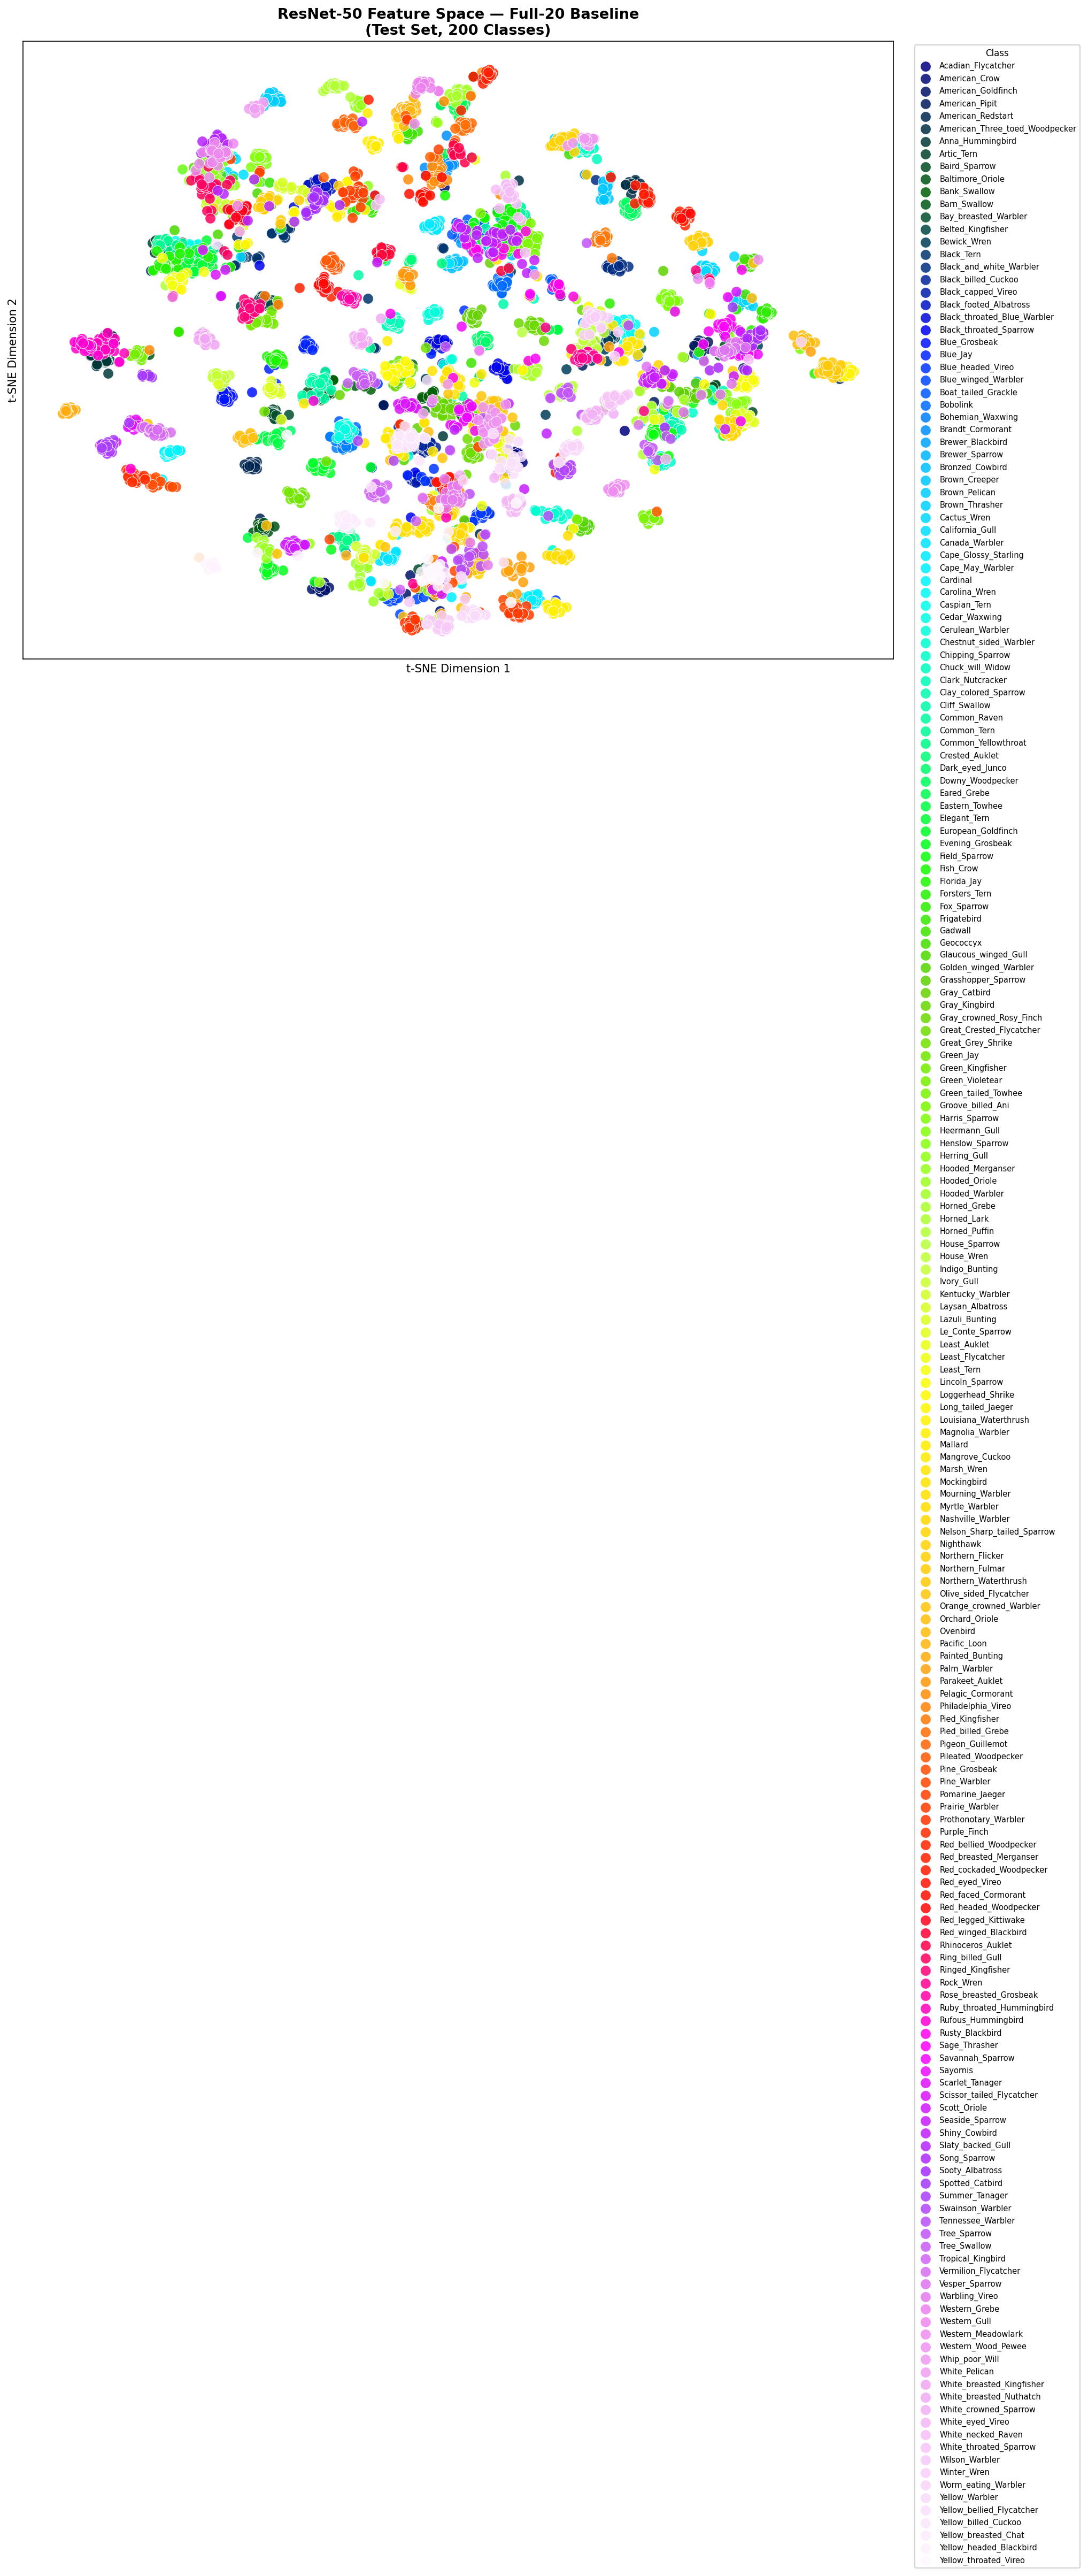 ResNet-50 Feature Space — Full-20 Baseline
(Test Set, 200 Classes)
t-SNE Dimension 2
t-SNE Dimension 1
Class
Acadian_Flycatcher
American_Crow
American_Goldfinch
American_Pipit
American_Redstart
American_Three_toed_Woodpecker
Anna_Hummingbird
Artic_Tern
Baird_Sparrow
Baltimore_Oriole
Bank_Swallow
Barn_Swallow
Bay_breasted_Warbler
Belted_Kingfisher
Bewick_Wren
Black_Tern
Black_and_white_Warbler
Black_billed_Cuckoo
Black_capped_Vireo
Black_footed_Albatross
Black_throated_Blue_Warbler
Black_throated_Sparrow
Blue_Grosbeak
Blue_Jay
Blue_headed_Vireo
Blue_winged_Warbler
Boat_tailed_Grackle
Bobolink
Bohemian_Waxwing
Brandt_Cormorant
Brewer_Blackbird
Brewer_Sparrow
Bronzed_Cowbird
Brown_Creeper
Brown_Pelican
Brown_Thrasher
Cactus_Wren
California_Gull
Canada_Warbler
Cape_Glossy_Starling
Cape_May_Warbler
Cardinal
Carolina_Wren
Caspian_Tern
Cedar_Waxwing
Cerulean_Warbler
Chestnut_sided_Warbler
Chipping_Sparrow
Chuck_will_Widow
Clark_Nutcracker
Clay_colored_Sparrow
Cliff_Swallow
Common_Raven
Common_Tern
Common_Yellowthroat
Crested_Auklet
Dark_eyed_Junco
Downy_Woodpecker
Eared_Grebe
Eastern_Towhee
Elegant_Tern
European_Goldfinch
Evening_Grosbeak
Field_Sparrow
Fish_Crow
Florida_Jay
Forsters_Tern
Fox_Sparrow
Frigatebird
Gadwall
Geococcyx
Glaucous_winged_Gull
Golden_winged_Warbler
Grasshopper_Sparrow
Gray_Catbird
Gray_Kingbird
Gray_crowned_Rosy_Finch
Great_Crested_Flycatcher
Great_Grey_Shrike
Green_Jay
Green_Kingfisher
Green_Violetear
Green_tailed_Towhee
Groove_billed_Ani
Harris_Sparrow
Heermann_Gull
Henslow_Sparrow
Herring_Gull
Hooded_Merganser
Hooded_Oriole
Hooded_Warbler
Horned_Grebe
Horned_Lark
Horned_Puffin
House_Sparrow
House_Wren
Indigo_Bunting
Ivory_Gull
Kentucky_Warbler
Laysan_Albatross
Lazuli_Bunting
Le_Conte_Sparrow
Least_Auklet
Least_Flycatcher
Least_Tern
Lincoln_Sparrow
Loggerhead_Shrike
Long_tailed_Jaeger
Louisiana_Waterthrush
Magnolia_Warbler
Mallard
Mangrove_Cuckoo
Marsh_Wren
Mockingbird
Mourning_Warbler
Myrtle_Warbler
Nashville_Warbler
Nelson_Sharp_tailed_Sparrow
Nighthawk
Northern_Flicker
Northern_Fulmar
Northern_Waterthrush
Olive_sided_Flycatcher
Orange_crowned_Warbler
Orchard_Oriole
Ovenbird
Pacific_Loon
Painted_Bunting
Palm_Warbler
Parakeet_Auklet
Pelagic_Cormorant
Philadelphia_Vireo
Pied_Kingfisher
Pied_billed_Grebe
Pigeon_Guillemot
Pileated_Woodpecker
Pine_Grosbeak
Pine_Warbler
Pomarine_Jaeger
Prairie_Warbler
Prothonotary_Warbler
Purple_Finch
Red_bellied_Woodpecker
Red_breasted_Merganser
Red_cockaded_Woodpecker
Red_eyed_Vireo
Red_faced_Cormorant
Red_headed_Woodpecker
Red_legged_Kittiwake
Red_winged_Blackbird
Rhinoceros_Auklet
Ring_billed_Gull
Ringed_Kingfisher
Rock_Wren
Rose_breasted_Grosbeak
Ruby_throated_Hummingbird
Rufous_Hummingbird
Rusty_Blackbird
Sage_Thrasher
Savannah_Sparrow
Sayornis
Scarlet_Tanager
Scissor_tailed_Flycatcher
Scott_Oriole
Seaside_Sparrow
Shiny_Cowbird
Slaty_backed_Gull
Song_Sparrow
Sooty_Albatross
Spotted_Catbird
Summer_Tanager
Swainson_Warbler
Tennessee_Warbler
Tree_Sparrow
Tree_Swallow
Tropical_Kingbird
Vermilion_Flycatcher
Vesper_Sparrow
Warbling_Vireo
Western_Grebe
Western_Gull
Western_Meadowlark
Western_Wood_Pewee
Whip_poor_Will
White_Pelican
White_breasted_Kingfisher
White_breasted_Nuthatch
White_crowned_Sparrow
White_eyed_Vireo
White_necked_Raven
White_throated_Sparrow
Wilson_Warbler
Winter_Wren
Worm_eating_Warbler
Yellow_Warbler
Yellow_bellied_Flycatcher
Yellow_billed_Cuckoo
Yellow_breasted_Chat
Yellow_headed_Blackbird
Yellow_throated_Vireo